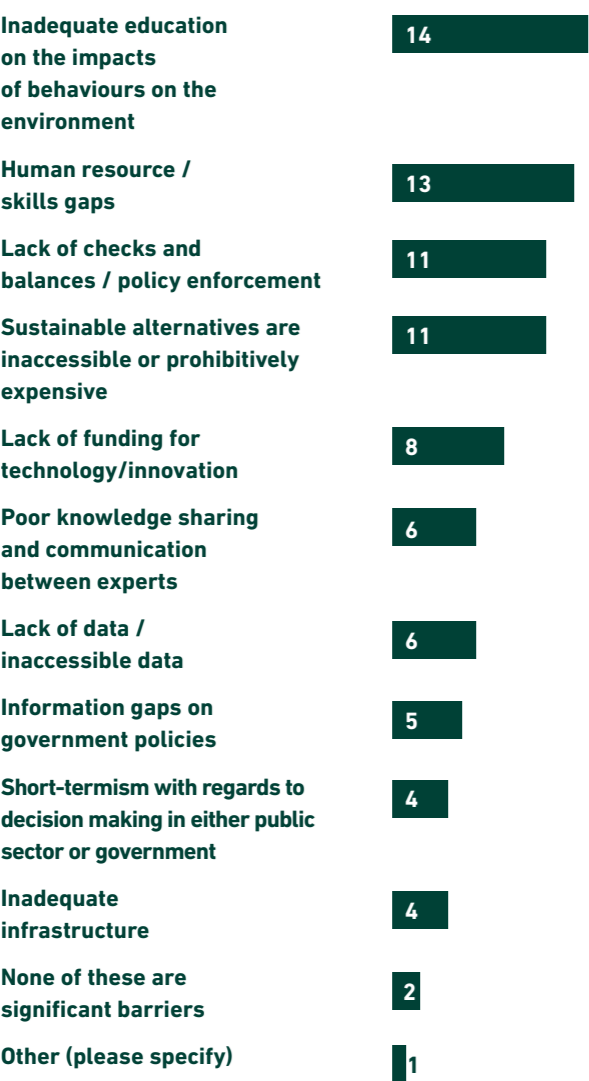 Inadequate education
on the impacts
of behaviours on the
environment
14
Human resource /
skills gaps
13
Lack of checks and
balances / policy enforcement
11
Sustainable alternatives are
inaccessible or prohibitively
expensive
11
Lack of funding for
technology/innovation
8
Poor knowledge sharing
and communication
between experts
6
Lack of data /
inaccessible data
6
Information gaps on
government policies
5
Short-termism with regards to
decision making in either public
sector or government
4
Inadequate
infrastructure
4
None of these are
significant barriers
2
Other (please specify)
1